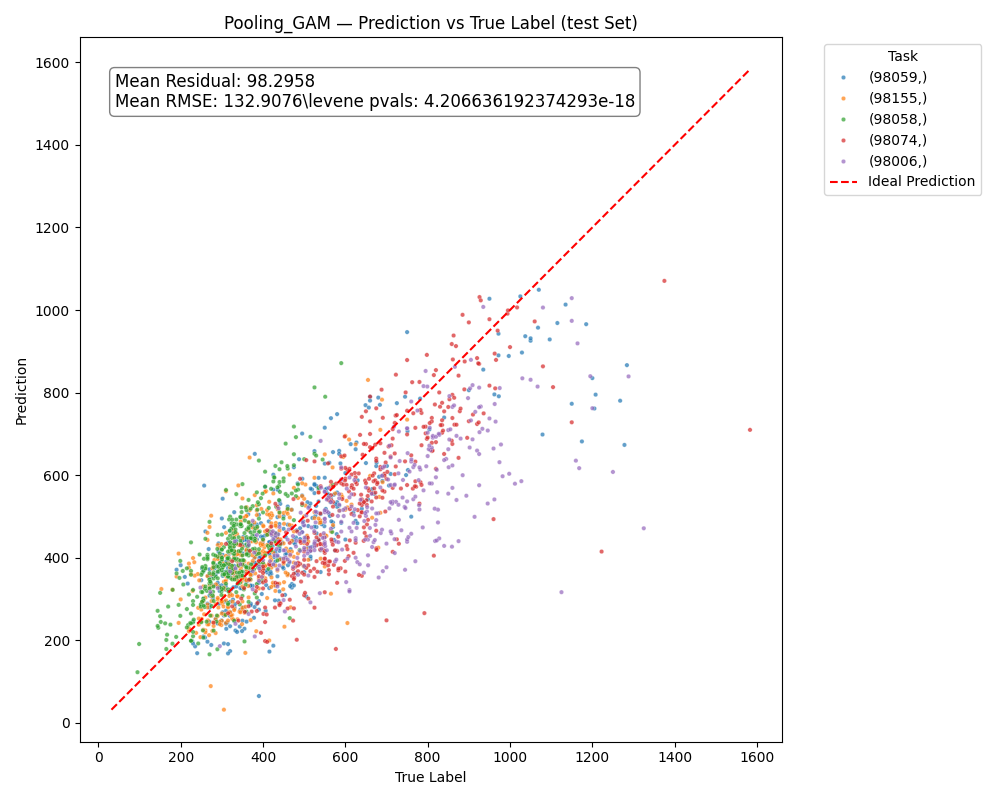 Pooling_GAM — Prediction vs True Label (test Set)
Mean Residual: 98.2958
Mean RMSE: 132.9076\levene pvals: 4.206636192374293e-18
Task
(98059,)
(98155,)
(98058,)
(98074,)
(98006,)
Ideal Prediction
Prediction
1600
1400
1200
1000
800
600
400
200
0
0 200 400 600 800 1000 1200 1400 1600
True Label